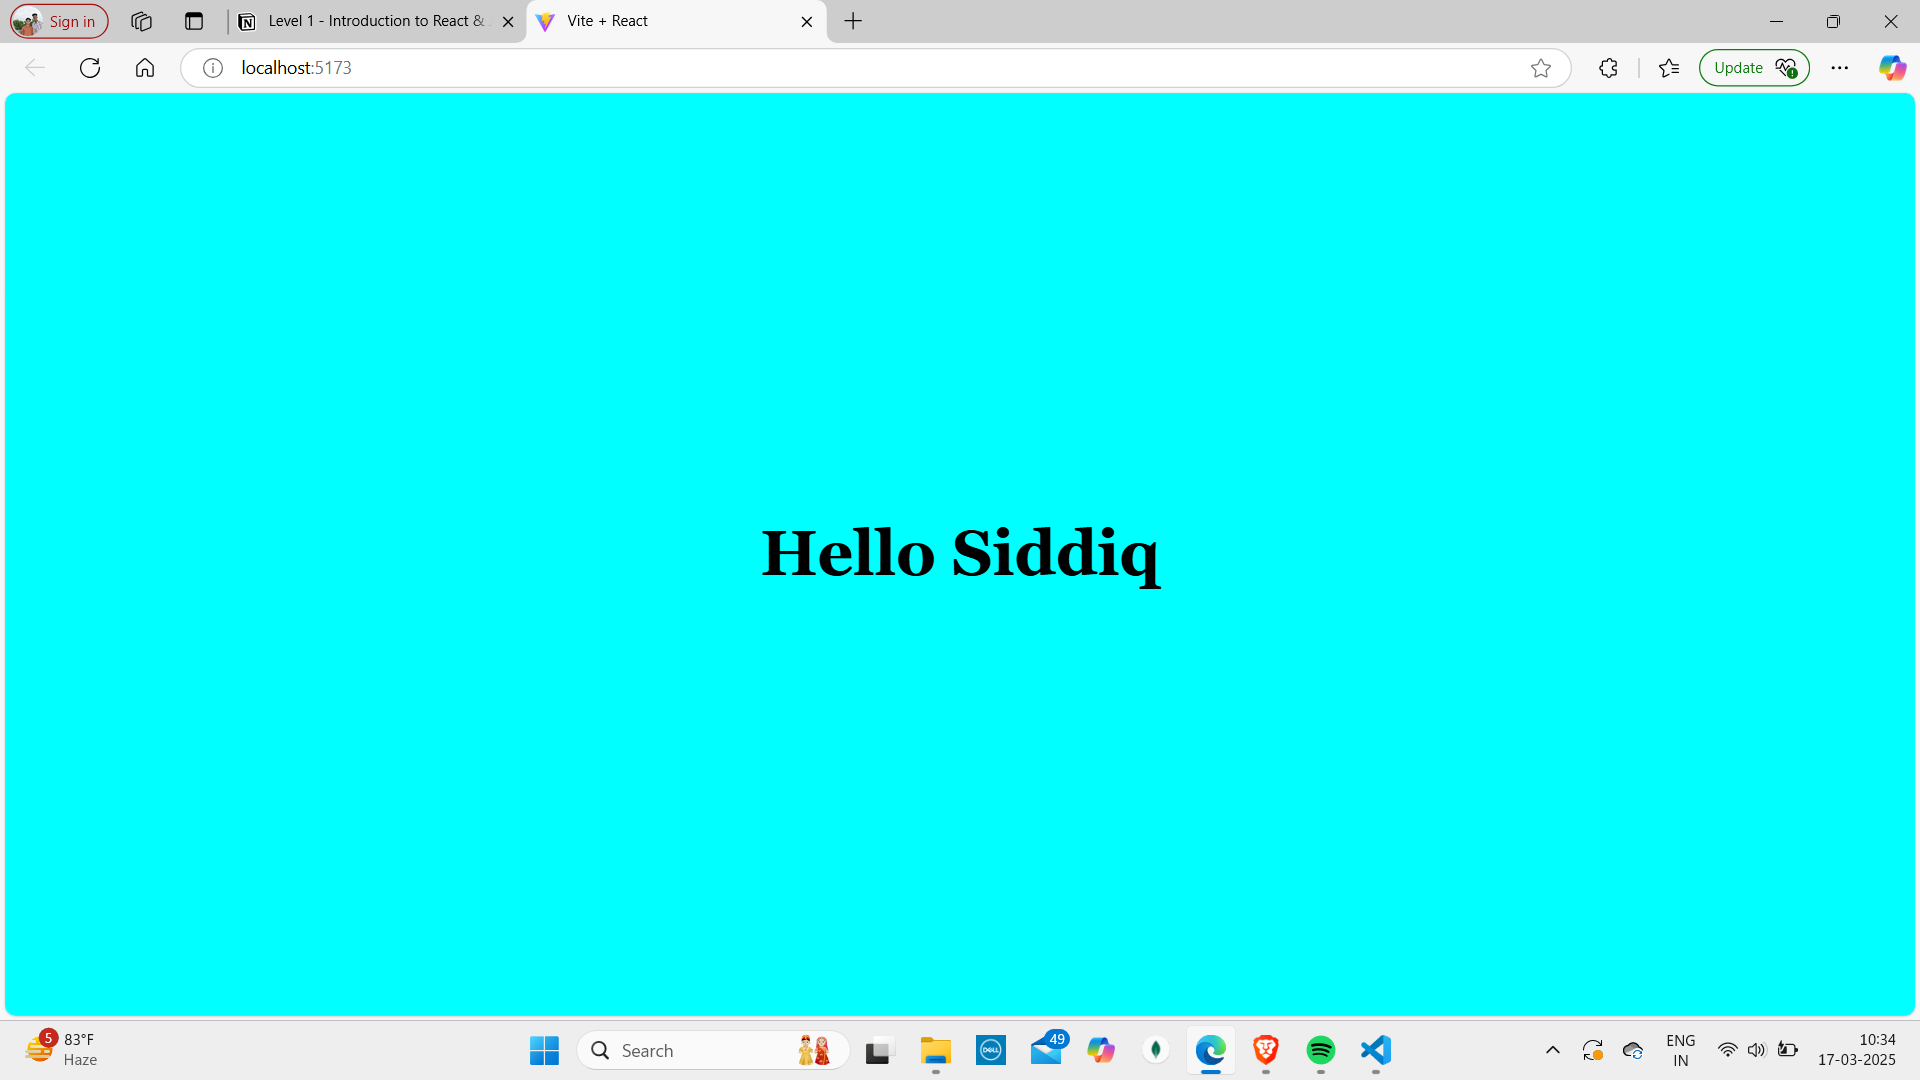 Sign in
Level 1 - Introduction to React &
Vite + React
localhost:5173
Update
Hello Siddiq
5
83°F
Haze
Search
DELL
49
ENG
IN
10:34
17-03-2025